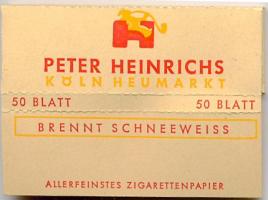 PETER HEINRICHS
KÖLN HEUMARKT
50 BLATT 50 BLATT
BRENNT SCHNEEWEISS
ALLERFEINSTES ZIGARETTENPAPIER